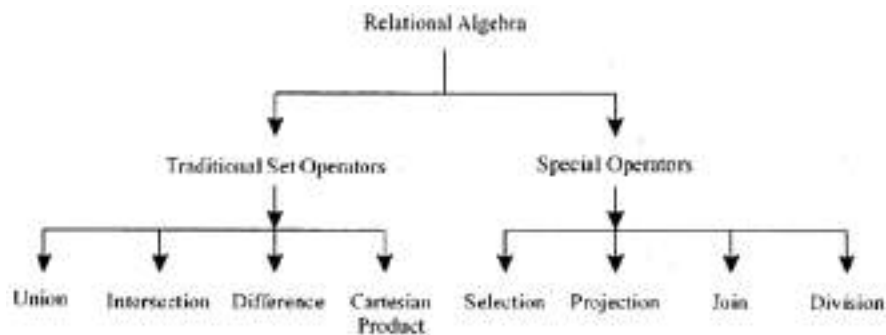 Relational Algebra
Traditional Set Operators
Special Operators
Union
Intersection
Difference
Cartesian
Product
Selection
Projection
Join
Division